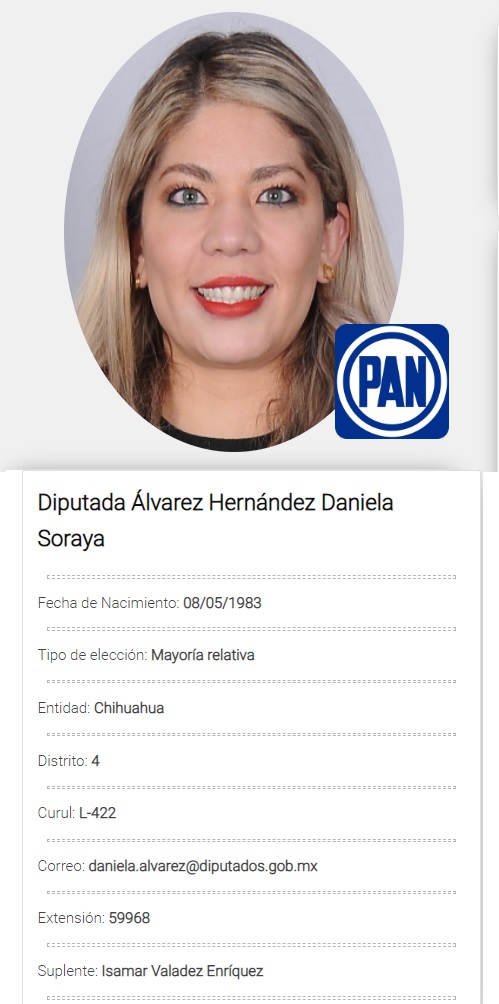 PAN
Diputada Álvarez Hernández Daniela
Soraya
Fecha de Nacimiento: 08/05/1983
Tipo de elección: Mayoría relativa
Entidad: Chihuahua
Distrito: 4
Curul: L-422
Correo: daniela.alvarez@diputados.gob.mx
Extensión: 59968
Suplente: Isamar Valadez Enríquez